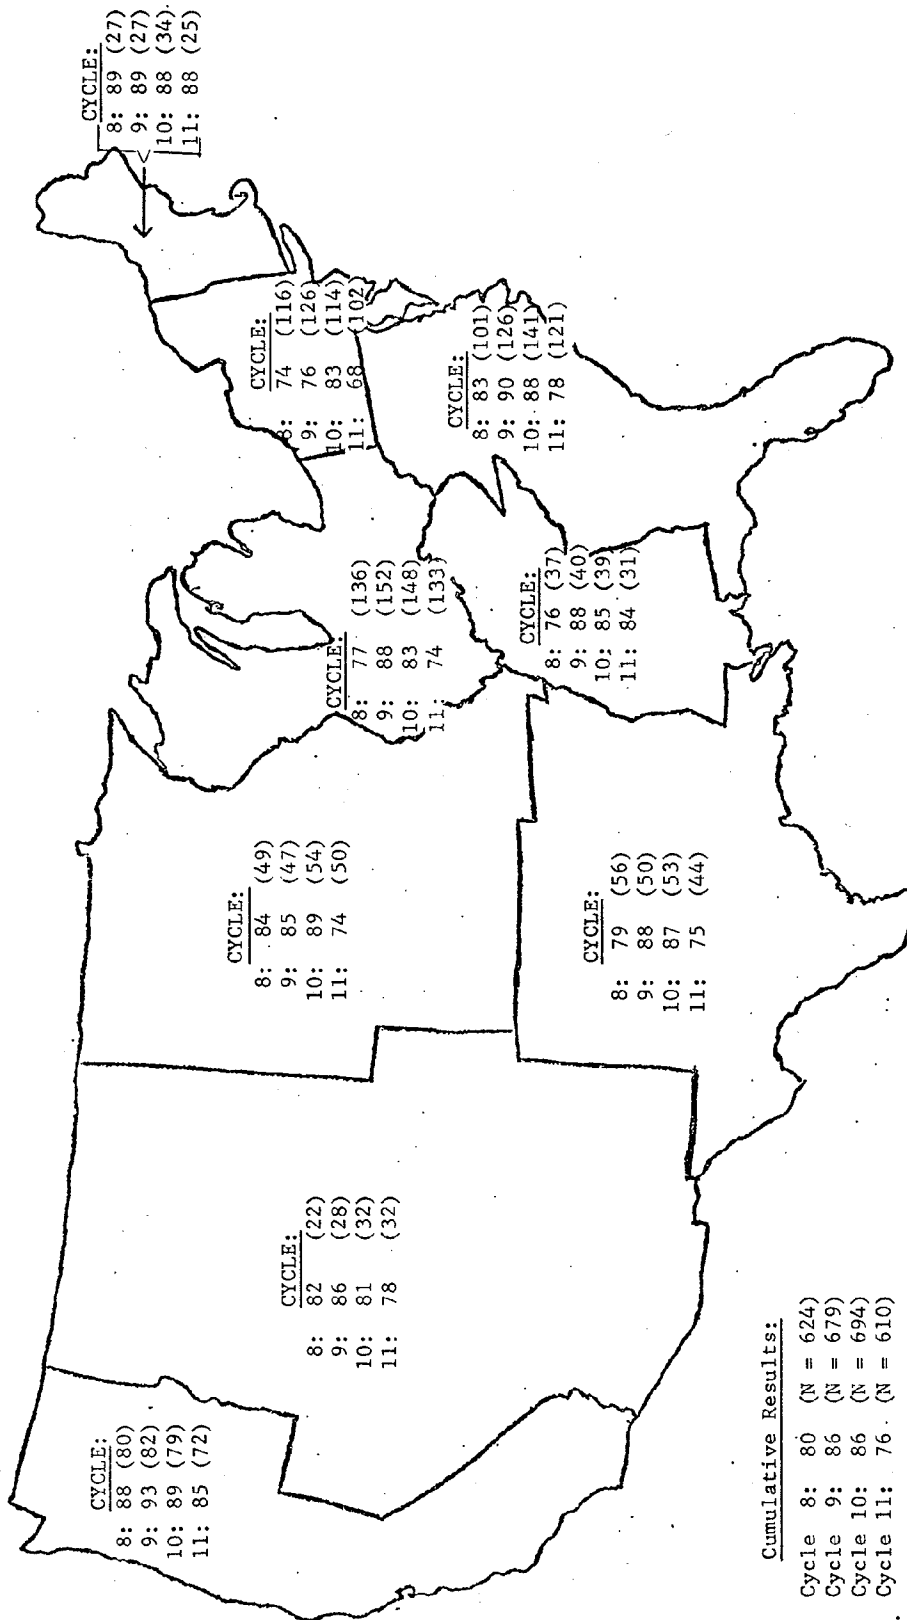 CYCLE:
8: 89 (27)
9: 89 (27)
10: 88 (34)
11: 88 (25)
CYCLE:
8: 74 (116)
9: 76 (126)
10: 83 (114)
11: 68 (102)
CYCLE:
8: 83 (101)
9: 90 (126)
10: 88 (141)
11: 78 (121)
CYCLE:
8: 77 (136)
9: 88 (152)
10: 83 (148)
11: 74 (133)
CYCLE:
8: 76 (37)
9: 88 (40)
10: 85 (39)
11: 84 (31)
CYCLE:
8: 84 (49)
9: 85 (47)
10: 89 (54)
11: 74 (50)
CYCLE:
8: 79 (56)
9: 88 (50)
10: 87 (53)
11: 75 (44)
CYCLE:
8: 82 (22)
9: 86 (28)
10: 81 (32)
11: 78 (32)
CYCLE:
8: 88 (80)
9: 93 (82)
10: 89 (79)
11: 85 (72)
Cumulative Results:
Cycle 8: 80 (N = 624)
Cycle 9: 86 (N = 679)
Cycle 10: 86 (N = 694)
Cycle 11: 76 (N = 610)